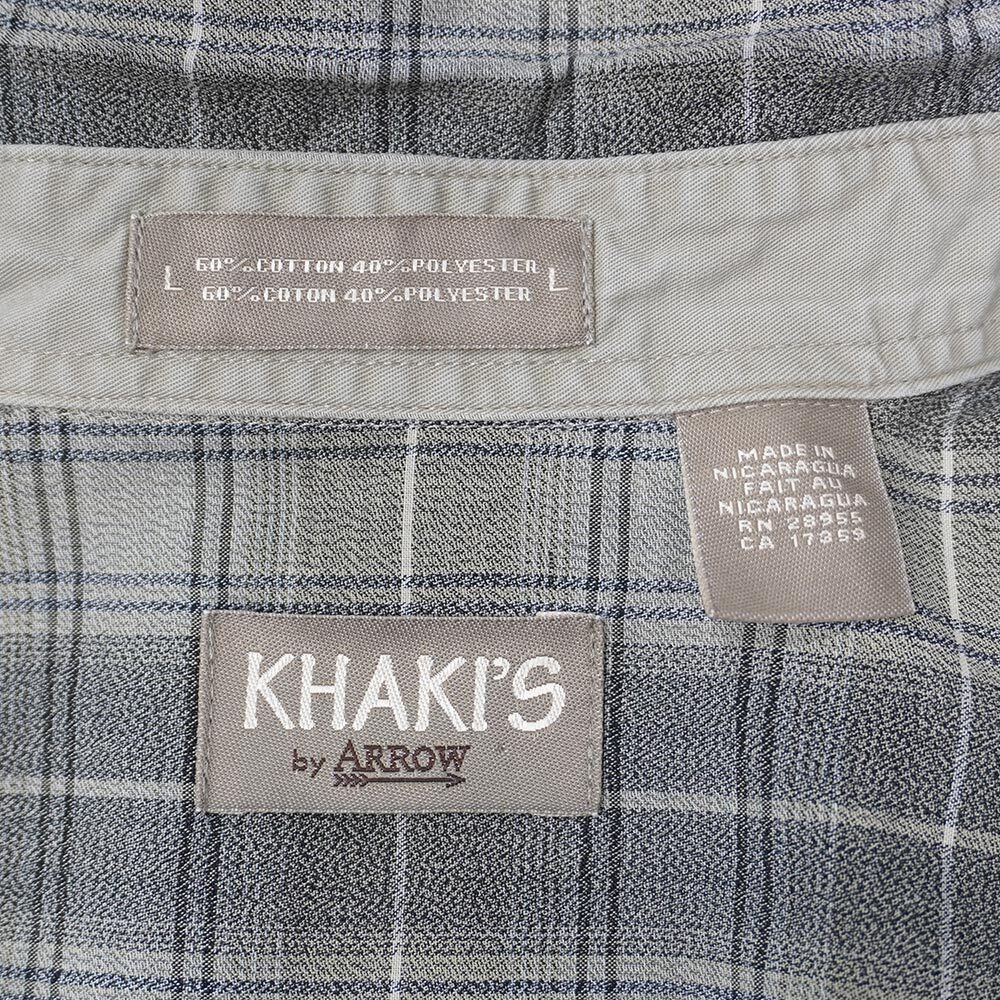 L 60%COTTON 40%POLYESTER L
60%COTON 40%POLYESTER
MADE IN
NICARAGUA
FAIT AU
NICARAGUA
RN 28955
CA 17359
KHAKI'S
by ARROW